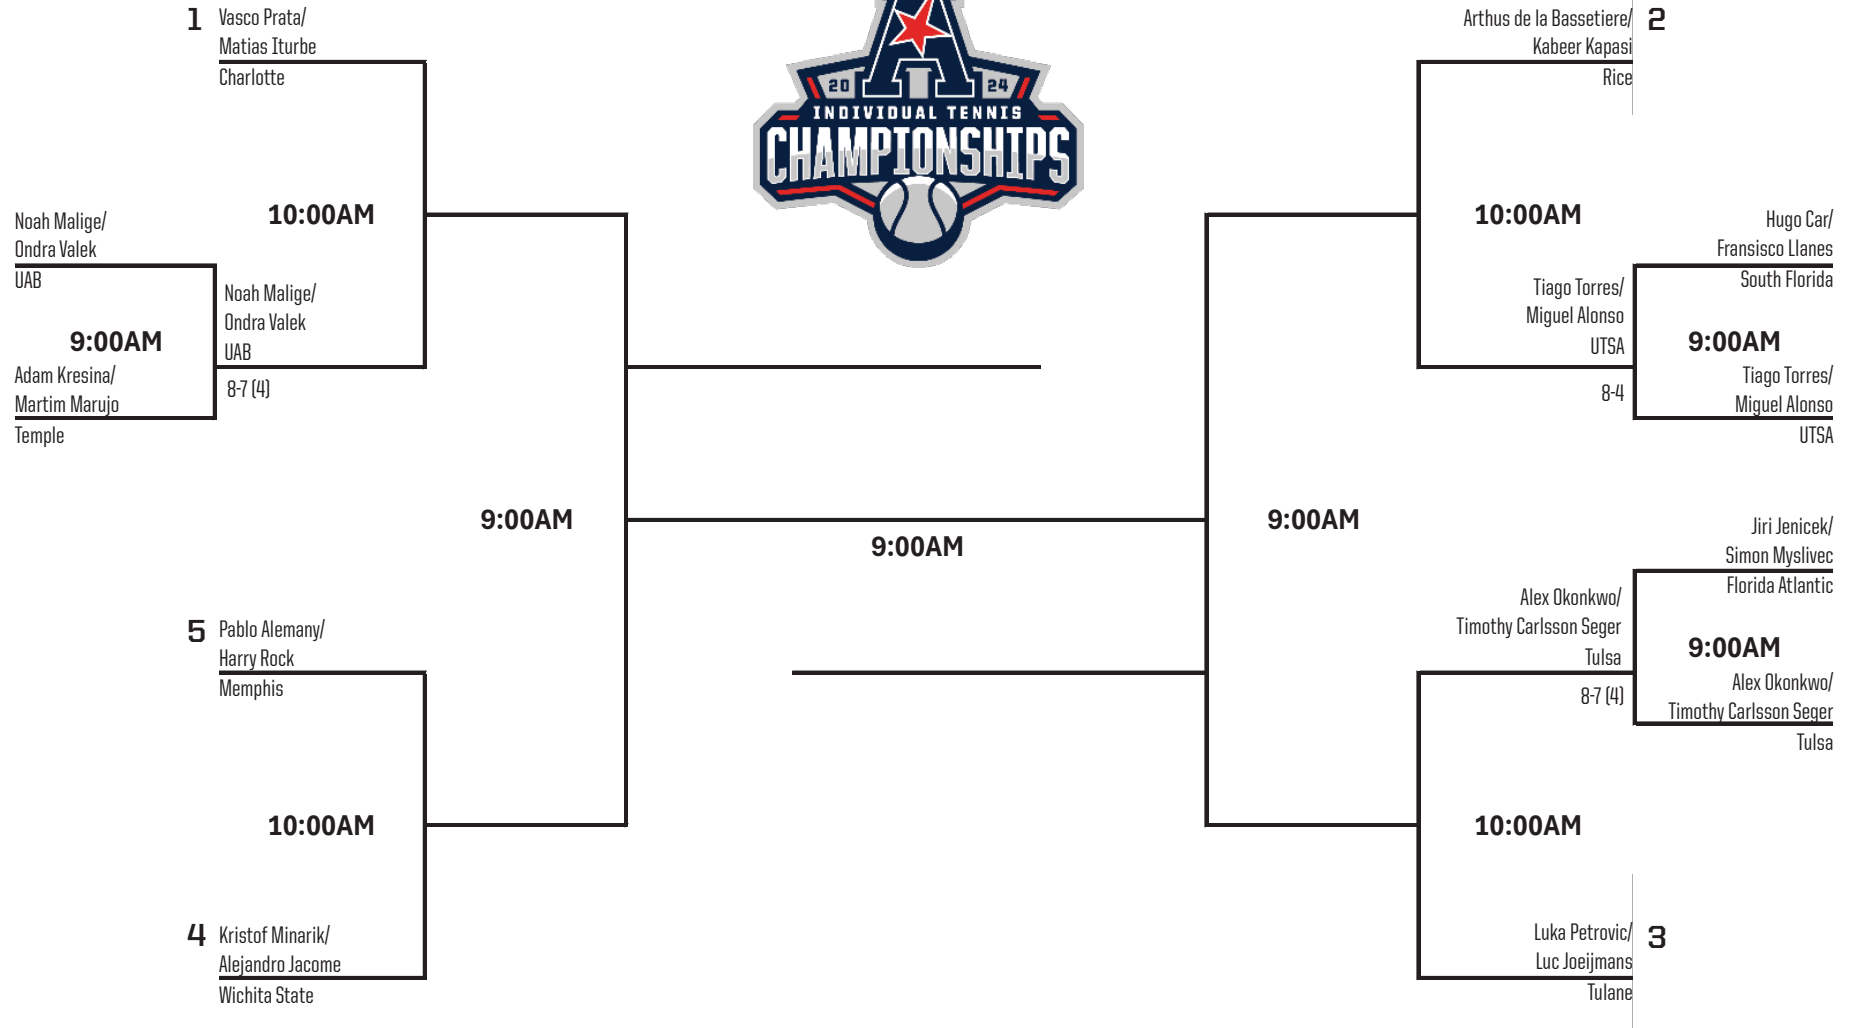 1
Vasco Prata/
Matias Iturbe
Charlotte
10:00AM
Noah Malige/
Ondra Valek
UAB
9:00AM
Adam Kresina/
Martim Marujo
Temple
Noah Malige/
Ondra Valek
UAB
8-7 (4)
9:00AM
5
Pablo Alemany/
Harry Rock
Memphis
10:00AM
4
Kristof Minarik/
Alejandro Jacome
Wichita State
A
20 24
INDIVIDUAL TENNIS
CHAMPIONSHIPS
9:00AM
Arthus de la Bassetiere/
Kabeer Kapasi
Rice
2
10:00AM
Hugo Car/
Fransisco Llanes
South Florida
9:00AM
Tiago Torres/
Miguel Alonso
UTSA
Tiago Torres/
Miguel Alonso
UTSA
8-4
9:00AM
Jiri Jenicek/
Simon Myslivec
Florida Atlantic
9:00AM
Alex Okonkwo/
Timothy Carlsson Seger
Tulsa
Alex Okonkwo/
Timothy Carlsson Seger
Tulsa
8-7 (4)
10:00AM
Luka Petrovic/
Luc Joeijmans
Tulane
3